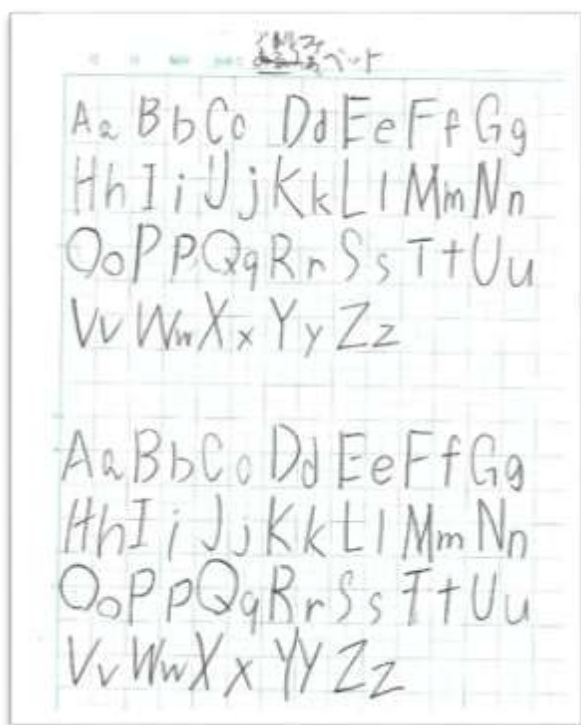 アルファ
ベット
Aa Bb Cc Dd Ee Ff Gg
Hh Ii Jj Kk Ll Mm Nn
Oo Pp Qq Rr Ss Tt Uu
Vv Ww Xx Yy Zz
Aa Bb Cc Dd Ee Ff Gg
Hh Ii Jj Kk Ll Mm Nn
Oo Pp Qq Rr Ss Tt Uu
Vv Ww Xx Yy Zz